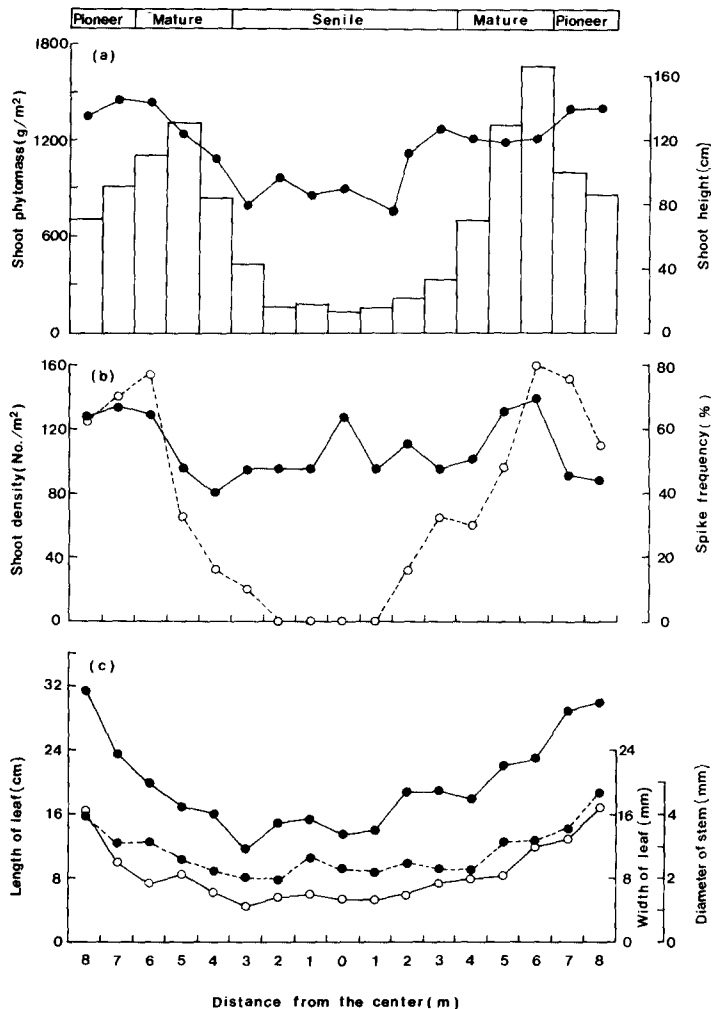 Pioneer Mature Senile Mature Pioneer
(a)
1800
1200
600
0
Shoot phytomass (g/m²)
160
120
80
40
0
Shoot height (cm)
(b)
160
120
80
40
0
Shoot density (No./m²)
80
60
40
20
0
Spike frequency (%)
(c)
32
24
16
8
0
Length of leaf (cm)
24
16
8
0
Width of leaf (mm)
4
2
0
Diameter of stem (mm)
8 7 6 5 4 3 2 1 0 1 2 3 4 5 6 7 8
Distance from the center (m)